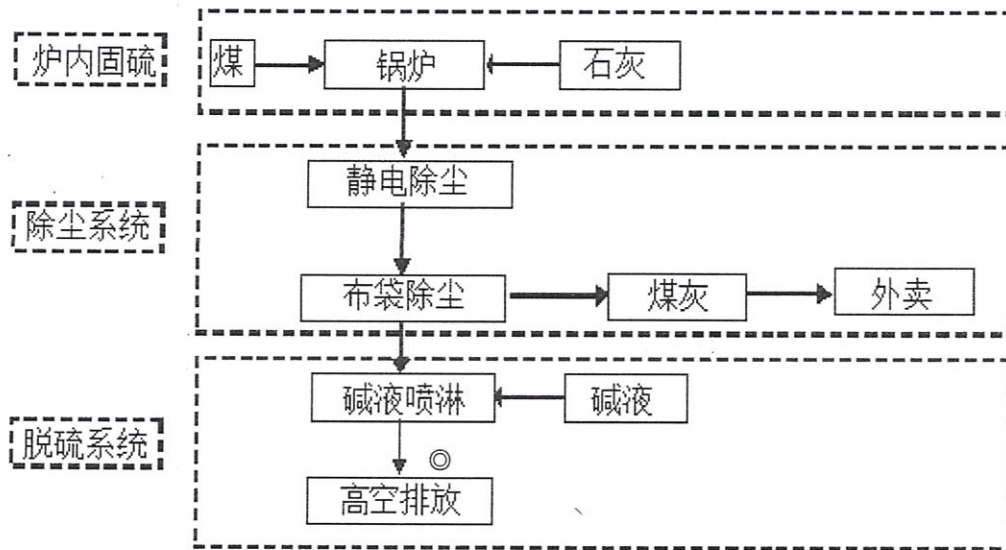 炉内固硫
煤
锅炉
石灰
静电除尘
除尘系统
布袋除尘
煤灰
外卖
碱液喷淋
碱液
脱硫系统
◎
高空排放